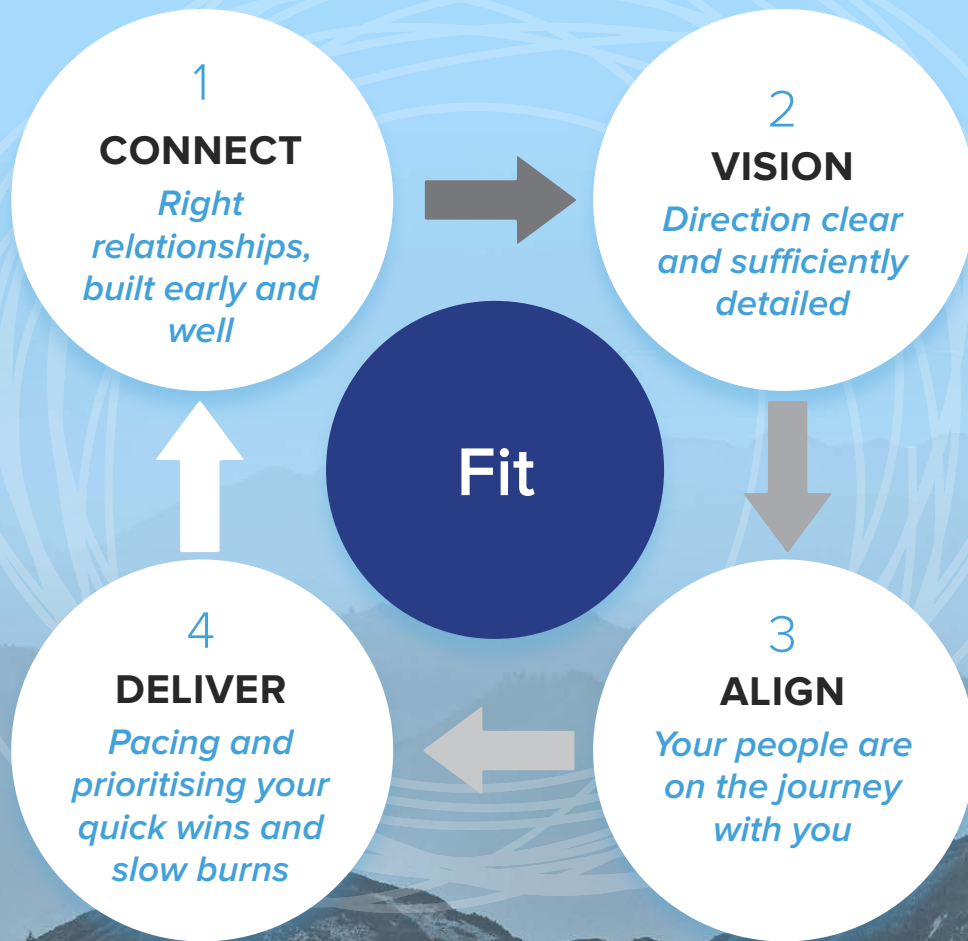 1
CONNECT
Right
relationships,
built early and
well
2
VISION
Direction clear
and sufficiently
detailed
Fit
4
DELIVER
Pacing and
prioritising your
quick wins and
slow burns
3
ALIGN
Your people are
on the journey
with you